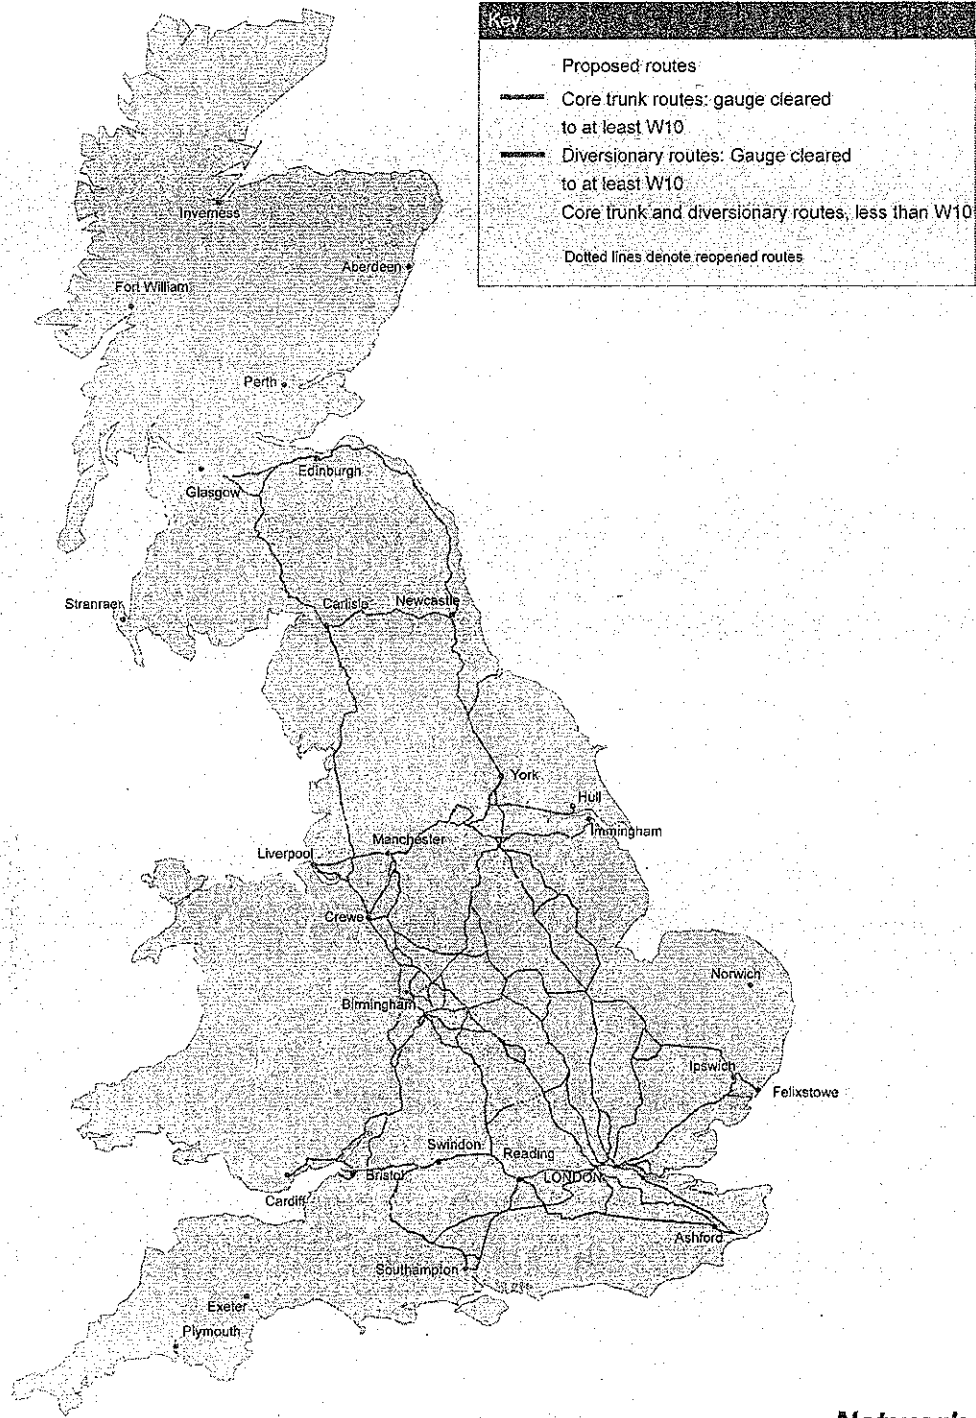 Key
Proposed routes
Core trunk routes: gauge cleared
to at least W10
Diversionary routes: Gauge cleared
to at least W10
Core trunk and diversionary routes, less than W10
Dotted lines denote reopened routes
Inverness
Aberdeen
Fort William
Perth
Edinburgh
Glasgow
Stranraer
Carlisle
Newcastle
York
Hull
Immingham
Manchester
Liverpool
Crewe
Norwich
Birmingham
Ipswich
Felixstowe
Swindon
Reading
Bristol
LONDON
Cardiff
Ashford
Southampton
Exeter
Plymouth